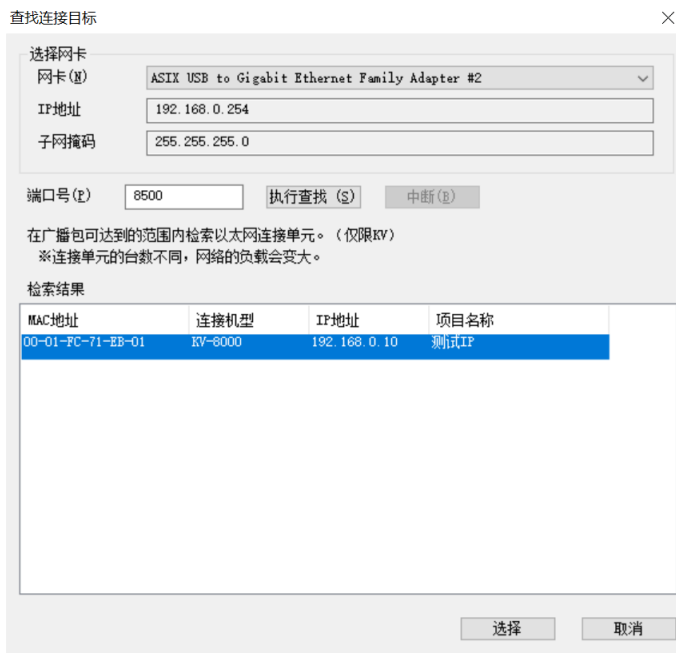 查找连接目标
选择网卡
网卡(N) ASIX USB to Gigabit Ethernet Family Adapter #2
IP地址 192.168.0.254
子网掩码 255.255.255.0
端口号(P) 8500 执行查找 (S) 中断(B)
在广播包可达到的范围内检索以太网连接单元。(仅限KV)
※连接单元的台数不同，网络的负载会变大。
检索结果
MAC地址 连接机型 IP地址 项目名称
00-01-FC-71-EB-01 KV-8000 192.168.0.10 测试IP
选择 取消